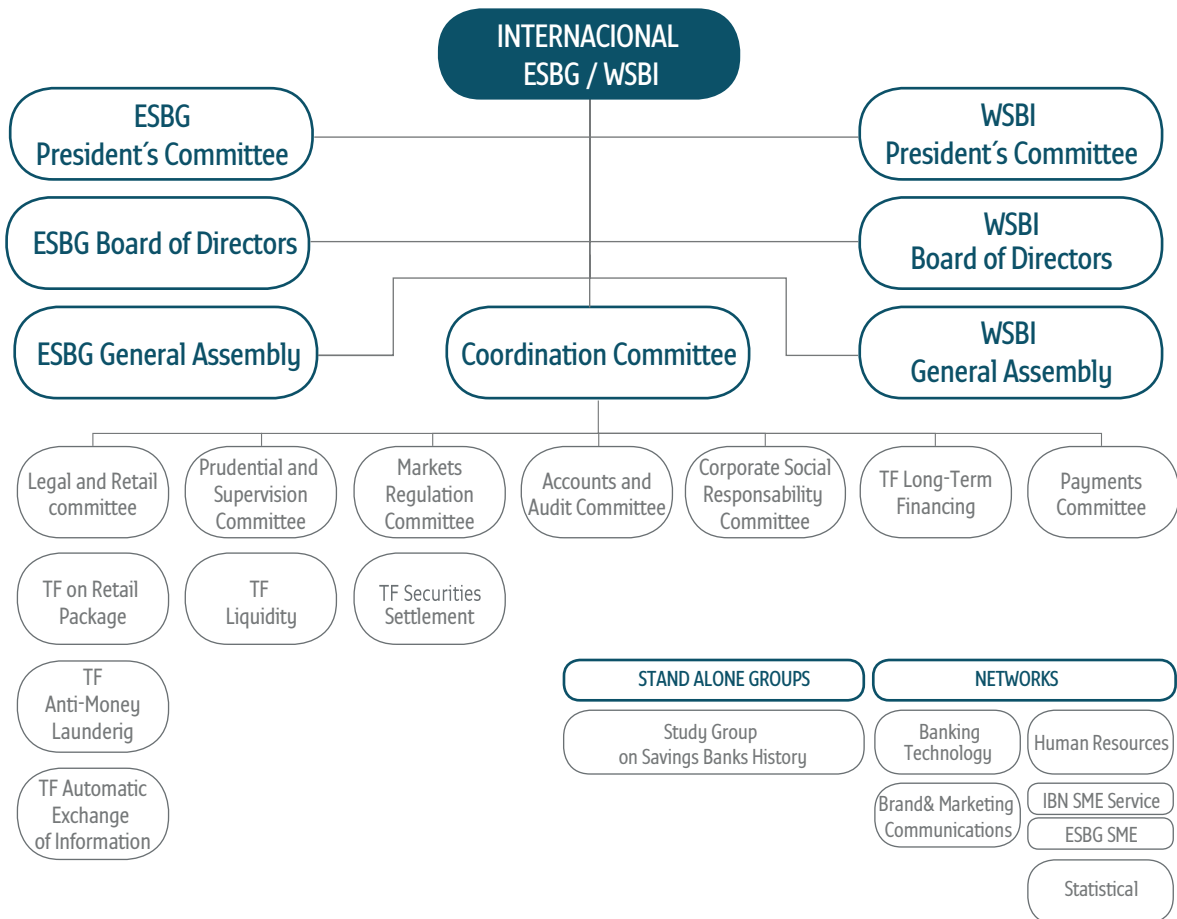 INTERNACIONAL
ESBG / WSBI
ESBG
President´s Committee
WSBI
President´s Committee
ESBG Board of Directors
WSBI
Board of Directors
ESBG General Assembly
Coordination Committee
WSBI
General Assembly
Legal and Retail
committee
Prudential and
Supervision
Committee
Markets
Regulation
Committee
Accounts and
Audit Committee
Corporate Social
Responsability
Committee
TF Long-Term
Financing
Payments
Committee
TF on Retail
Package
TF
Liquidity
TF Securities
Settlement
TF
Anti-Money
Launderig
TF Automatic
Exchange
of Information
STAND ALONE GROUPS
Study Group
on Savings Banks History
NETWORKS
Banking
Technology
Human Resources
Brand& Marketing
Communications
IBN SME Service
ESBG SME
Statistical